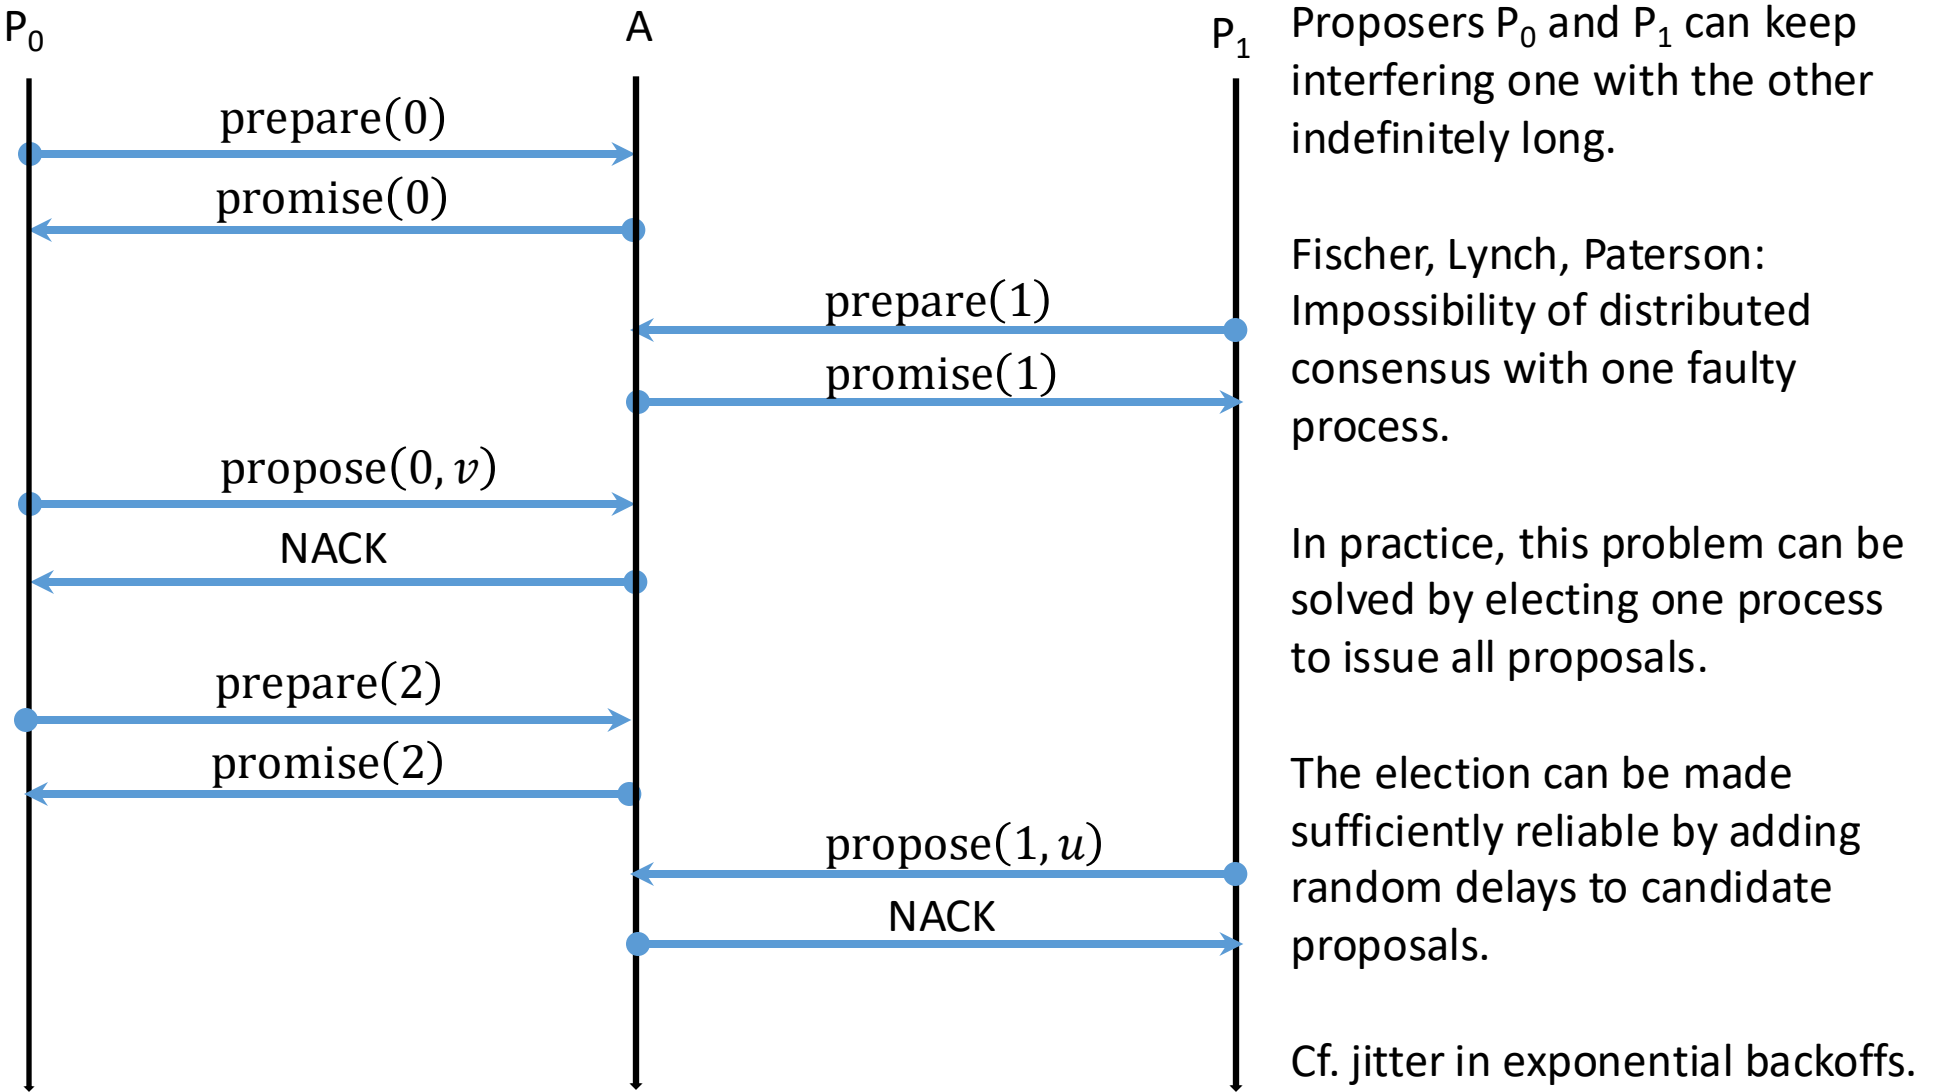 P₀
A
P₁
prepare(0)
promise(0)
prepare(1)
promise(1)
propose(0, v)
NACK
prepare(2)
promise(2)
propose(1, u)
NACK
Proposers P₀ and P₁ can keep
interfering one with the other
indefinitely long.
Fischer, Lynch, Paterson:
Impossibility of distributed
consensus with one faulty
process.
In practice, this problem can be
solved by electing one process
to issue all proposals.
The election can be made
sufficiently reliable by adding
random delays to candidate
proposals.
Cf. jitter in exponential backoffs.